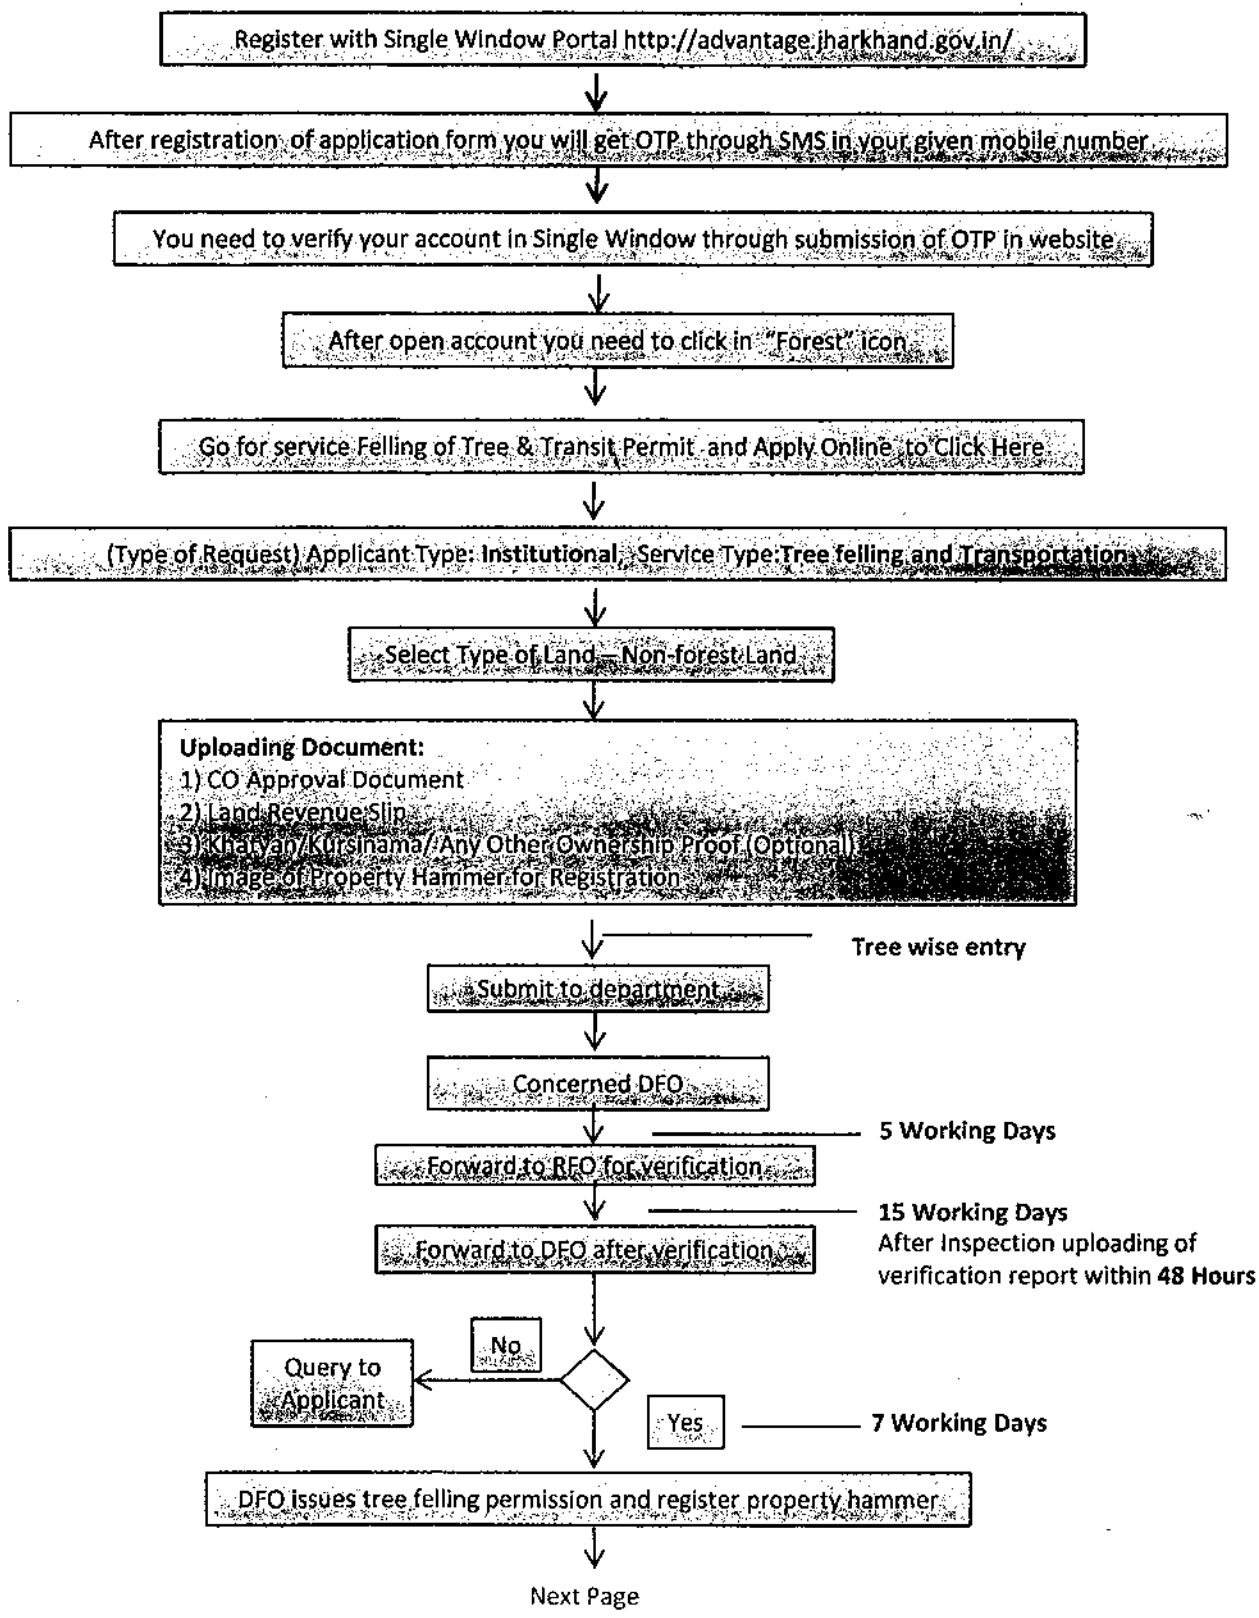 Register with Single Window Portal http://advantage.jharkhand.gov.in/
After registration of application form you will get OTP through SMS in your given mobile number
You need to verify your account in Single Window through submission of OTP in website
After open account you need to click in "Forest" icon
Go for service Felling of Tree & Transit Permit and Apply Online to Click Here
(Type of Request) Applicant Type: Institutional, Service Type:Tree felling and Transportation
Select Type of Land – Non-forest Land
Uploading Document:
1) CO Approval Document
2) Land Revenue Slip
3) Khatyan/Kursinama/ Any Other Ownership Proof (Optional)
4) Image of Property Hammer for Registration
Tree wise entry
Submit to department
Concerned DFO
5 Working Days
Forward to RFO for verification
15 Working Days
Forward to DFO after verification
After Inspection uploading of
verification report within 48 Hours
No
Query to
Applicant
Yes
7 Working Days
DFO issues tree felling permission and register property hammer
Next Page